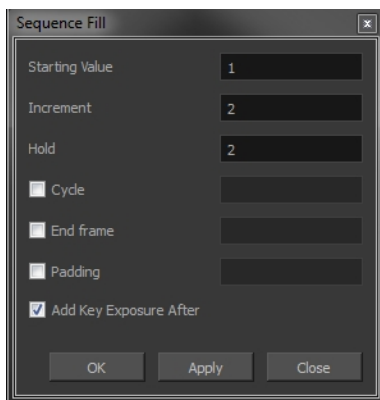 Sequence Fill
Starting Value 1
Increment 2
Hold 2
Cycle
End frame
Padding
Add Key Exposure After
OK Apply Close